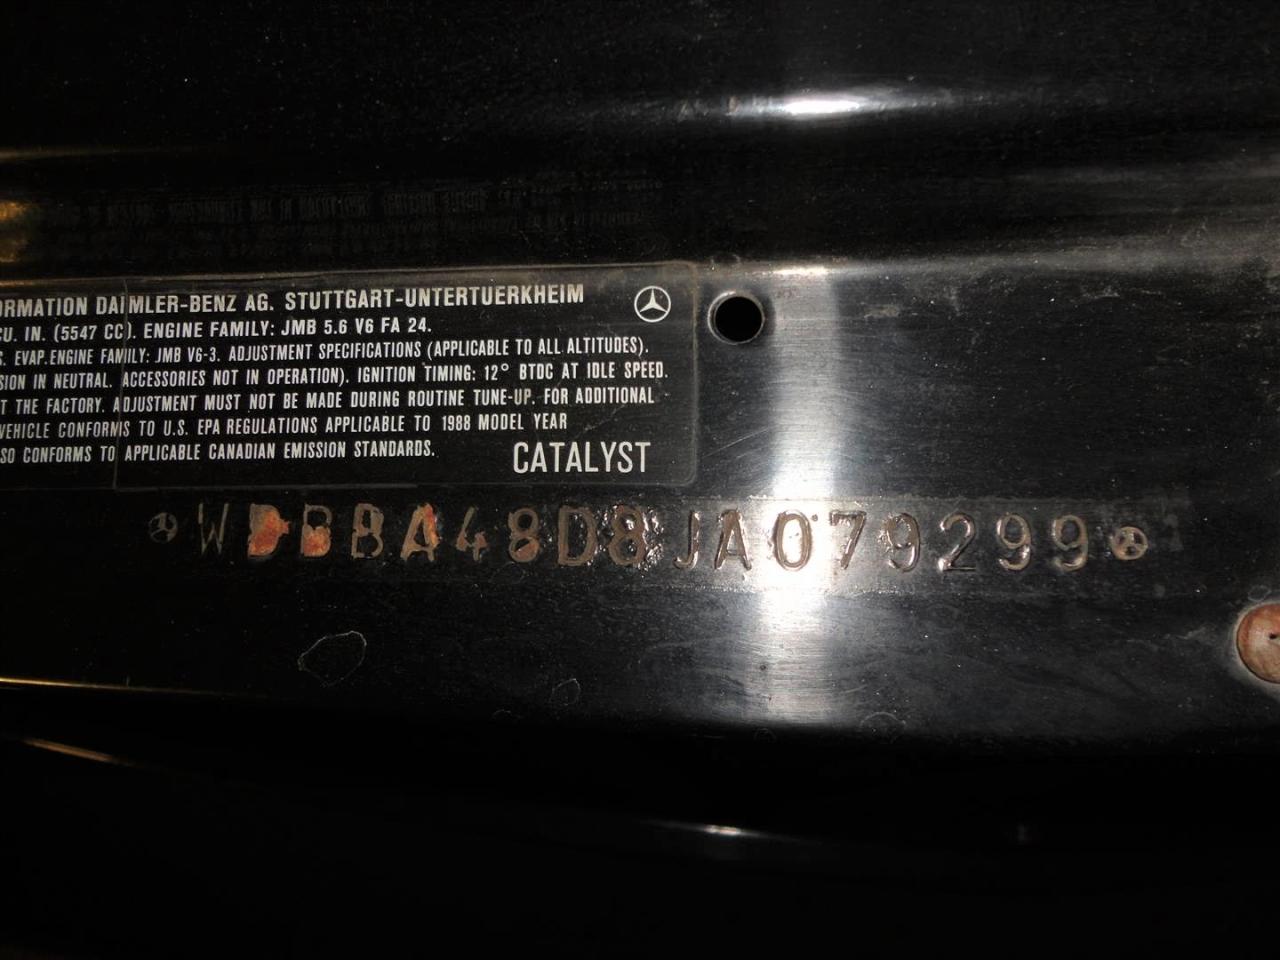 ORMATION DAIMLER-BENZ AG. STUTTGART-UNTERTUERKHEIM
CU. IN. (5547 CC). ENGINE FAMILY: JMB 5.6 V6 FA 24.
S. EVAP.ENGINE FAMILY: JMB V6-3. ADJUSTMENT SPECIFICATIONS (APPLICABLE TO ALL ALTITUDES).
SION IN NEUTRAL. ACCESSORIES NOT IN OPERATION). IGNITION TIMING: 12° BTDC AT IDLE SPEED.
T THE FACTORY. ADJUSTMENT MUST NOT BE MADE DURING ROUTINE TUNE-UP. FOR ADDITIONAL
VEHICLE CONFORMS TO U.S. EPA REGULATIONS APPLICABLE TO 1988 MODEL YEAR
SO CONFORMS TO APPLICABLE CANADIAN EMISSION STANDARDS.
CATALYST
WDBBA48D8JA079299